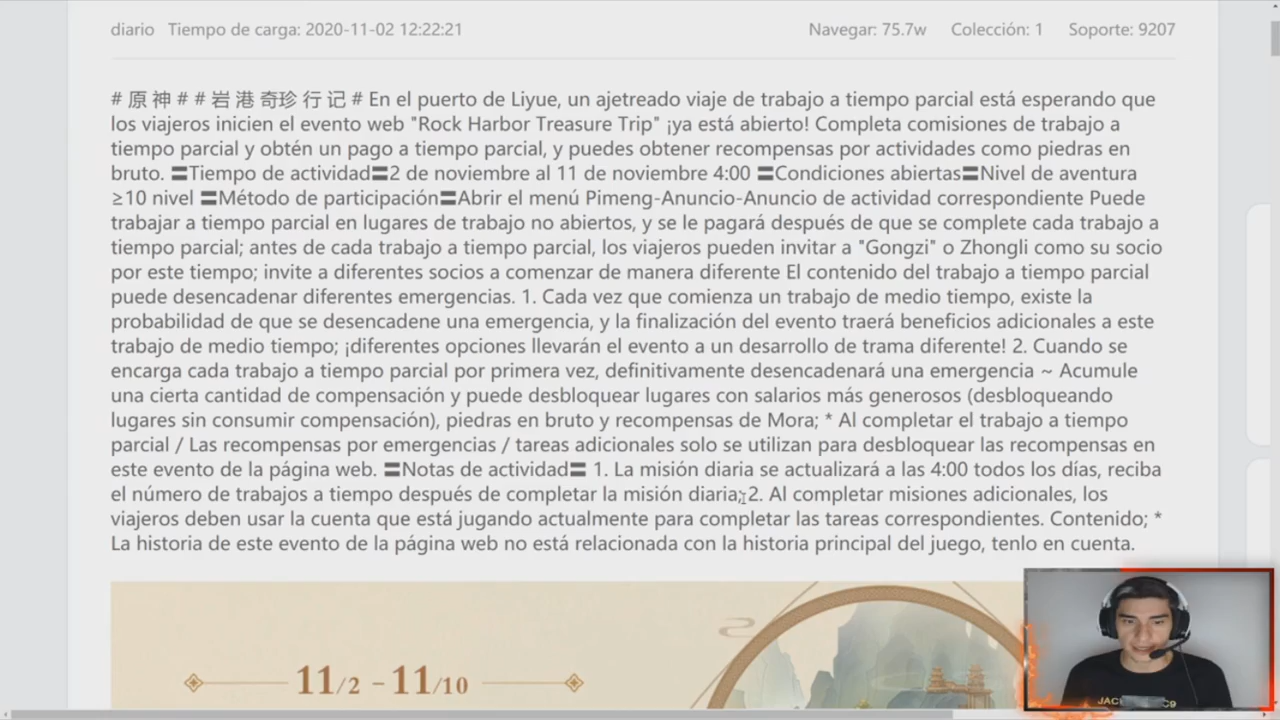 diario Tiempo de carga: 2020-11-02 12:22:21 Navegar: 75.7w Colección: 1 Soporte: 9207
# 原 神 # # 岩 港 奇珍 行 记 # En el puerto de Liyue, un ajetreado viaje de trabajo a tiempo parcial está esperando que
los viajeros inicien el evento web "Rock Harbor Treasure Trip" ¡ya está abierto! Completa comisiones de trabajo a
tiempo parcial y obtén un pago a tiempo parcial, y puedes obtener recompensas por actividades como piedras en
bruto. 〓Tiempo de actividad〓2 de noviembre al 11 de noviembre 4:00 〓Condiciones abiertas〓Nivel de aventura
≥10 nivel 〓Método de participación〓Abrir el menú Pimeng-Anuncio-Anuncio de actividad correspondiente Puede
trabajar a tiempo parcial en lugares de trabajo no abiertos, y se le pagará después de que se complete cada trabajo a
tiempo parcial; antes de cada trabajo a tiempo parcial, los viajeros pueden invitar a "Gongzi" o Zhongli como su socio
por este tiempo; invite a diferentes socios a comenzar de manera diferente El contenido del trabajo a tiempo parcial
puede desencadenar diferentes emergencias. 1. Cada vez que comienza un trabajo de medio tiempo, existe la
probabilidad de que se desencadene una emergencia, y la finalización del evento traerá beneficios adicionales a este
trabajo de medio tiempo; ¡diferentes opciones llevarán el evento a un desarrollo de trama diferente! 2. Cuando se
encarga cada trabajo a tiempo parcial por primera vez, definitivamente desencadenará una emergencia ~ Acumule
una cierta cantidad de compensación y puede desbloquear lugares con salarios más generosos (desbloqueando
lugares sin consumir compensación), piedras en bruto y recompensas de Mora; * Al completar el trabajo a tiempo
parcial / Las recompensas por emergencias / tareas adicionales solo se utilizan para desbloquear las recompensas en
este evento de la página web. 〓Notas de actividad〓 1. La misión diaria se actualizará a las 4:00 todos los días, reciba
el número de trabajos a tiempo después de completar la misión diaria; 2. Al completar misiones adicionales, los
viajeros deben usar la cuenta que está jugando actualmente para completar las tareas correspondientes. Contenido; *
La historia de este evento de la página web no está relacionada con la historia principal del juego, tenlo en cuenta.
11/2 - 11/10